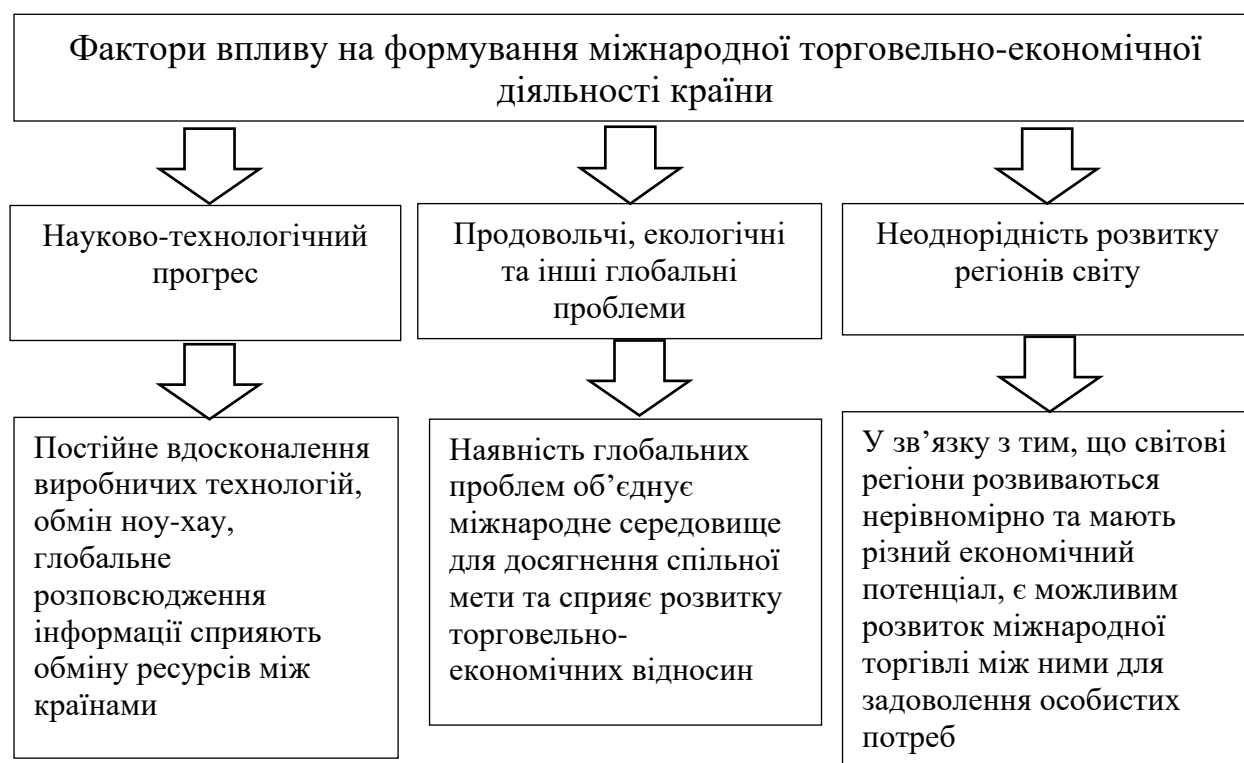 Фактори впливу на формування міжнародної торговельно-економічної
діяльності країни
Науково-технологічний
прогрес
Продовольчі, екологічні
та інші глобальні
проблеми
Неоднорідність розвитку
регіонів світу
Постійне вдосконалення
виробничих технологій,
обмін ноу-хау,
глобальне
розповсюдження
інформації сприяють
обміну ресурсів між
країнами
Наявність глобальних
проблем об’єднує
міжнародне середовище
для досягнення спільної
мети та сприяє розвитку
торговельно-
економічних відносин
У зв’язку з тим, що світові
регіони розвиваються
нерівномірно та мають
різний економічний
потенціал, є можливим
розвиток міжнародної
торгівлі між ними для
задоволення особистих
потреб